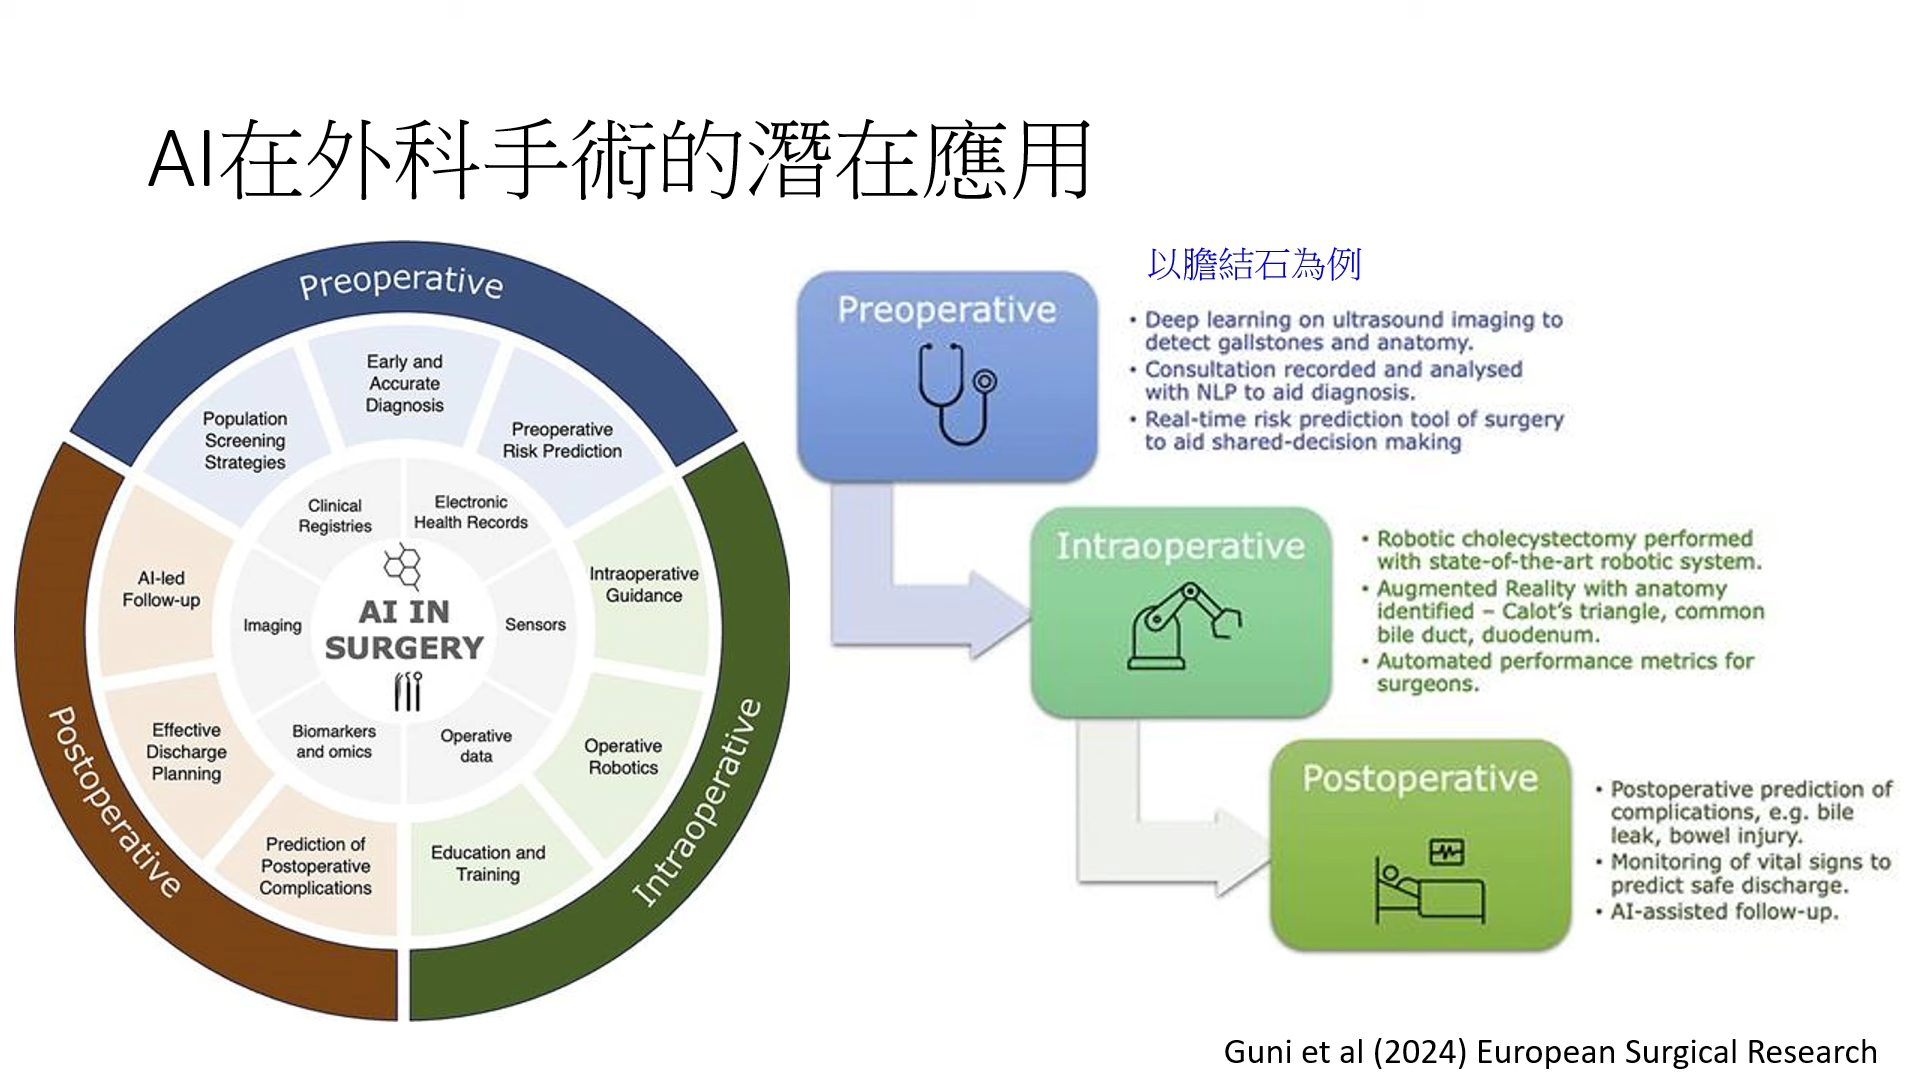 AI在外科手術的潛在應用
Preoperative
Early and
Accurate
Diagnosis
Population
Screening
Strategies
Preoperative
Risk Prediction
Clinical
Registries
Electronic
Health Records
AI-led
Follow-up
Intraoperative
Guidance
Imaging
AI IN
SURGERY
Sensors
Effective
Discharge
Planning
Biomarkers
and omics
Operative
data
Operative
Robotics
Prediction of
Postoperative
Complications
Education and
Training
Postoperative
Intraoperative
以膽結石為例
Preoperative
• Deep learning on ultrasound imaging to
detect gallstones and anatomy.
• Consultation recorded and analysed
with NLP to aid diagnosis.
• Real-time risk prediction tool of surgery
to aid shared-decision making
Intraoperative
• Robotic cholecystectomy performed
with state-of-the-art robotic system.
• Augmented Reality with anatomy
identified – Calot’s triangle, common
bile duct, duodenum.
• Automated performance metrics for
surgeons.
Postoperative
• Postoperative prediction of
complications, e.g. bile
leak, bowel injury.
• Monitoring of vital signs to
predict safe discharge.
• AI-assisted follow-up.
Guni et al (2024) European Surgical Research